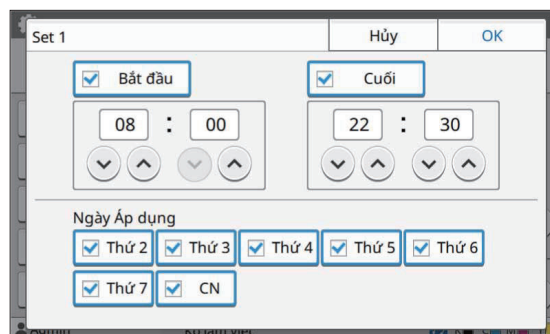 Set 1 Hủy OK
Bắt đầu Cuối
08 : 00 22 : 30
Ngày Áp dụng
Thứ 2 Thứ 3 Thứ 4 Thứ 5 Thứ 6
Thứ 7 CN
Admin